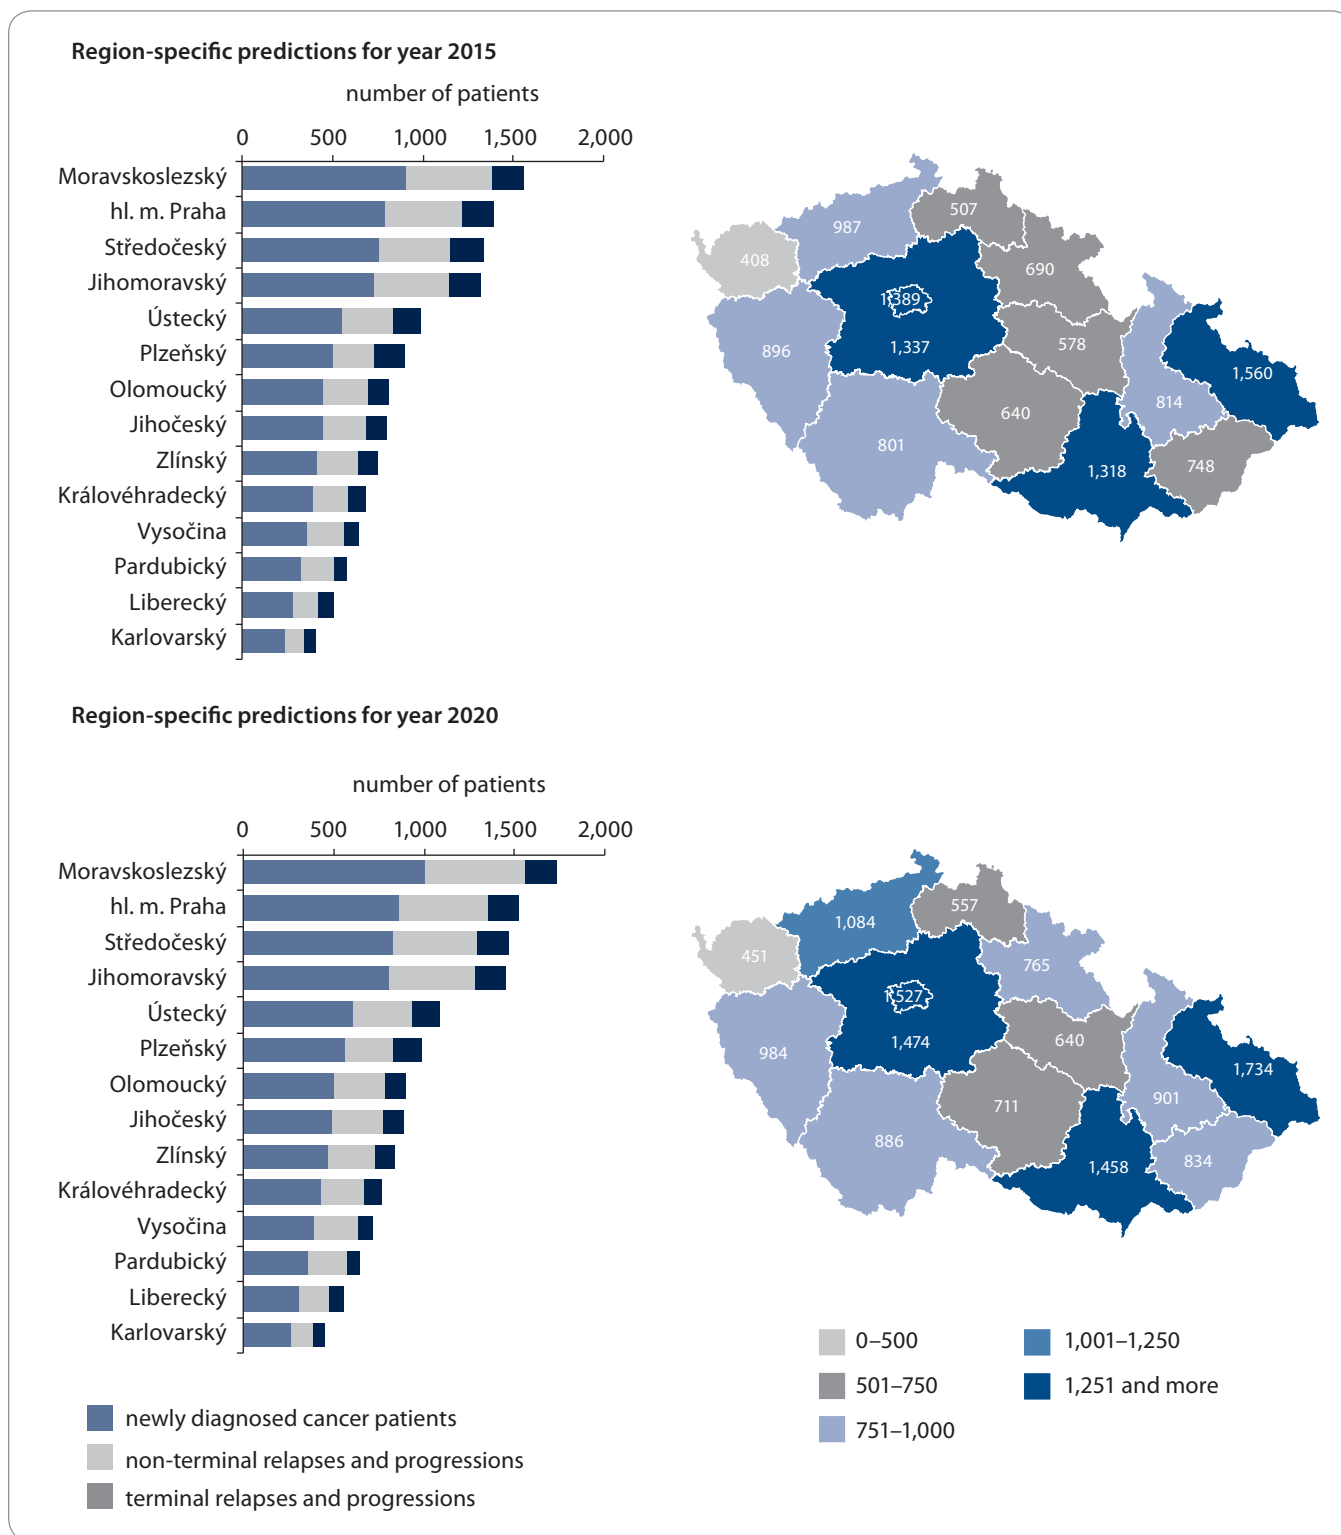 Region-specific predictions for year 2015
number of patients
0 500 1,000 1,500 2,000
Moravskoslezský
hl. m. Praha
Středočeský
Jihomoravský
Ústecký
Plzeňský
Olomoucký
Jihočeský
Zlínský
Královéhradecký
Vysočina
Pardubický
Liberecký
Karlovarský
507
987
408
690
1,389
1,337
578
896
1,560
814
640
801
1,318
748
Region-specific predictions for year 2020
number of patients
0 500 1,000 1,500 2,000
Moravskoslezský
hl. m. Praha
Středočeský
Jihomoravský
Ústecký
Plzeňský
Olomoucký
Jihočeský
Zlínský
Královéhradecký
Vysočina
Pardubický
Liberecký
Karlovarský
557
1,084
451
765
1,527
1,474
640
984
1,734
901
711
886
834
1,458
0–500
501–750
751–1,000
1,001–1,250
1,251 and more
newly diagnosed cancer patients
non-terminal relapses and progressions
terminal relapses and progressions